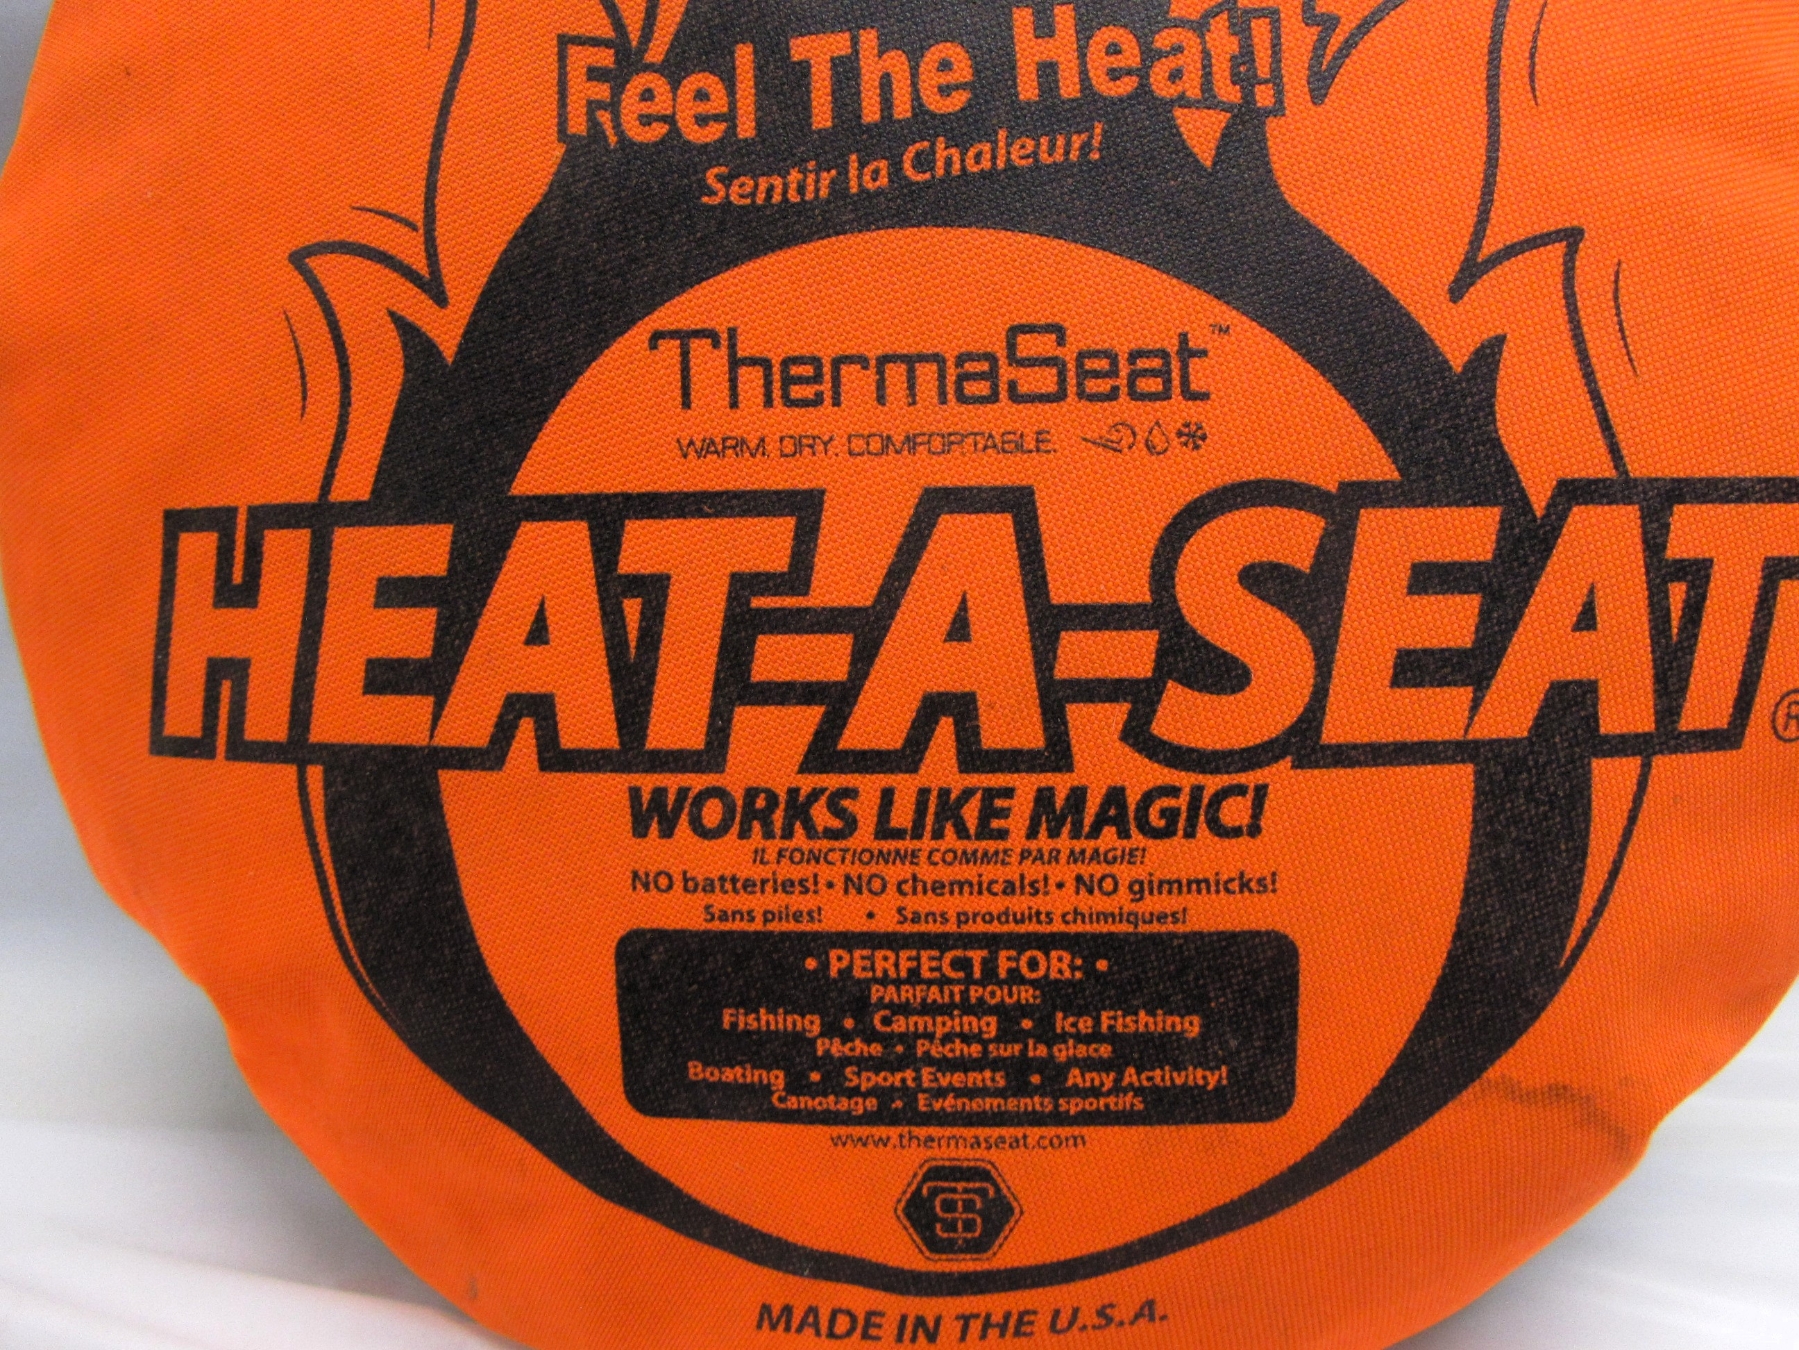 Feel The Heat!
Sentir la Chaleur!
ThermaSeat™
WARM. DRY. COMFORTABLE.
HEAT-A-SEAT®
WORKS LIKE MAGIC!
IL FONCTIONNE COMME PAR MAGIE!
NO batteries! • NO chemicals! • NO gimmicks!
Sans piles! • Sans produits chimiques!
• PERFECT FOR: •
PARFAIT POUR:
Fishing • Camping • Ice Fishing
Pêche • Pêche sur la glace
Boating • Sport Events • Any Activity!
Canotage • Evénements sportifs
www.thermaseat.com
TS
MADE IN THE U.S.A.